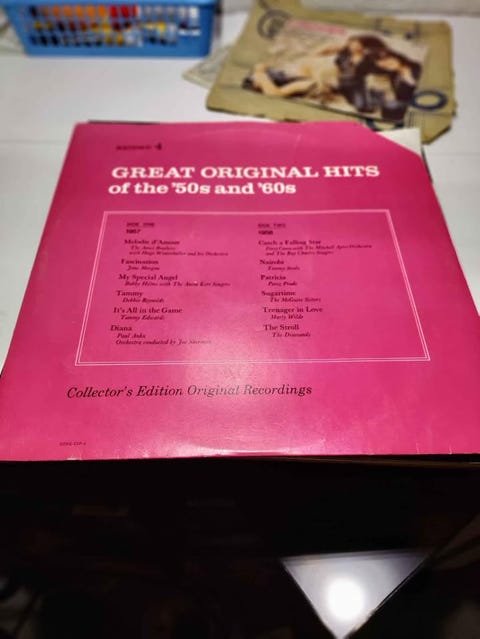 RECORD 4
GREAT ORIGINAL HITS
of the '50s and '60s
SIDE ONE
1957
Melodie d'Amour
The Ames Brothers
with Hugo Winterhalter and his Orchestra
Fascination
Jane Morgan
My Special Angel
Bobby Helms with The Anita Kerr Singers
Tammy
Debbie Reynolds
It's All in the Game
Tommy Edwards
Diana
Paul Anka
Orchestra conducted by Joe Sherman
SIDE TWO
1958
Catch a Falling Star
Perry Como with The Mitchell Ayres Orchestra
and The Ray Charles Singers
Nairobi
Tommy Steele
Patricia
Perez Prado
Sugartime
The McGuire Sisters
Teenager in Love
Marty Wilde
The Stroll
The Diamonds
Collector's Edition Original Recordings